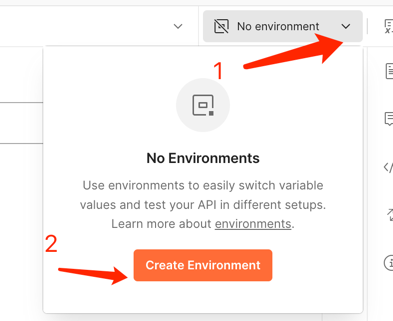 No environment
1
No Environments
Use environments to easily switch variable
values and test your API in different setups.
Learn more about environments.
2
Create Environment